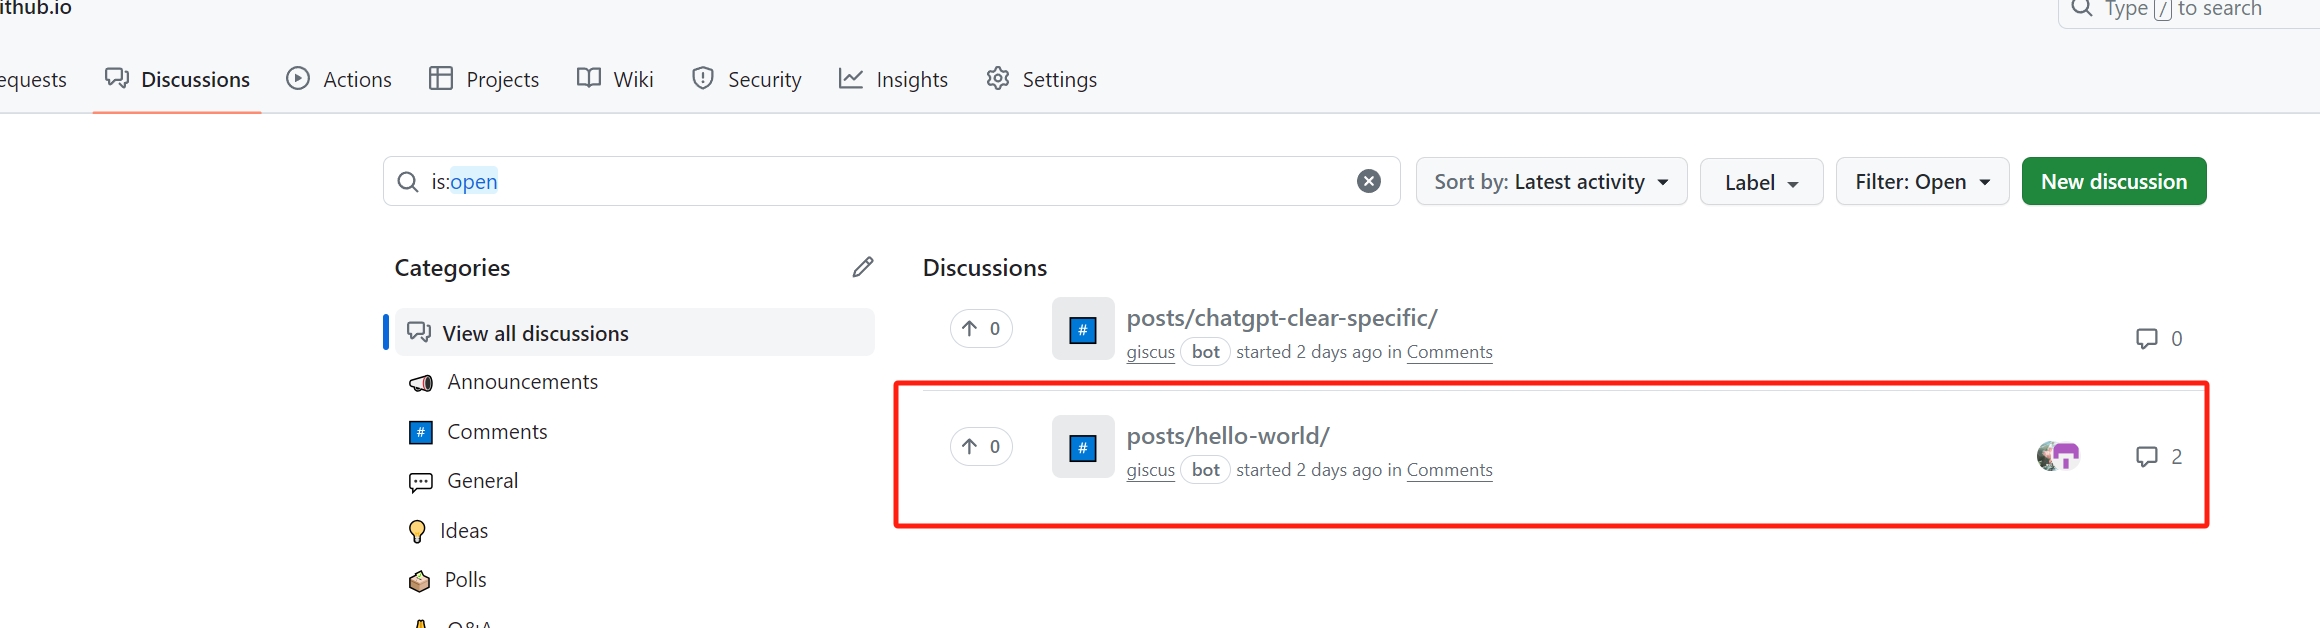 ithub.io
Type / to search
equests Discussions Actions Projects Wiki Security Insights Settings
is:open
Sort by: Latest activity
Label
Filter: Open
New discussion
Categories
View all discussions
Announcements
# Comments
General
Ideas
Polls
Q&A
Discussions
0 # posts/chatgpt-clear-specific/ 0
giscus bot started 2 days ago in Comments
0 # posts/hello-world/ 2
giscus bot started 2 days ago in Comments